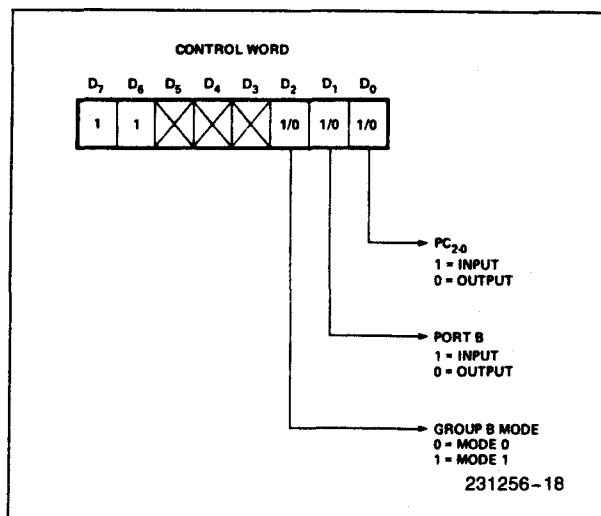 CONTROL WORD
D7 D6 D5 D4 D3 D2 D1 D0
1 1 1/0 1/0 1/0
PC2-0
1 = INPUT
0 = OUTPUT
PORT B
1 = INPUT
0 = OUTPUT
GROUP B MODE
0 = MODE 0
1 = MODE 1
231256-18